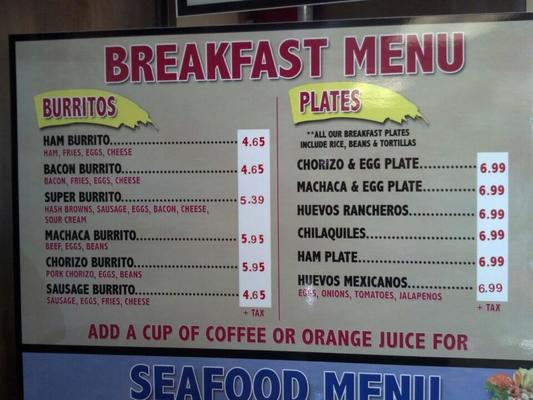 BREAKFAST MENU
BURRITOS
HAM BURRITO 4.65
HAM, FRIES, EGGS, CHEESE
BACON BURRITO 4.65
BACON, FRIES, EGGS, CHEESE
SUPER BURRITO 5.39
HASH BROWNS, SAUSAGE, EGGS, BACON, CHEESE,
SOUR CREAM
MACHACA BURRITO 5.95
BEEF, EGGS, BEANS
CHORIZO BURRITO 5.95
PORK CHORIZO, EGGS, BEANS
SAUSAGE BURRITO 4.65
SAUSAGE, EGGS, FRIES, CHEESE
+ TAX
PLATES
**ALL OUR BREAKFAST PLATES
INCLUDE RICE, BEANS & TORTILLAS
CHORIZO & EGG PLATE 6.99
MACHACA & EGG PLATE 6.99
HUEVOS RANCHEROS 6.99
CHILAQUILES 6.99
HAM PLATE 6.99
HUEVOS MEXICANOS 6.99
EGGS, ONIONS, TOMATOES, JALAPENOS
+ TAX
ADD A CUP OF COFFEE OR ORANGE JUICE FOR
SEAFOOD MENU